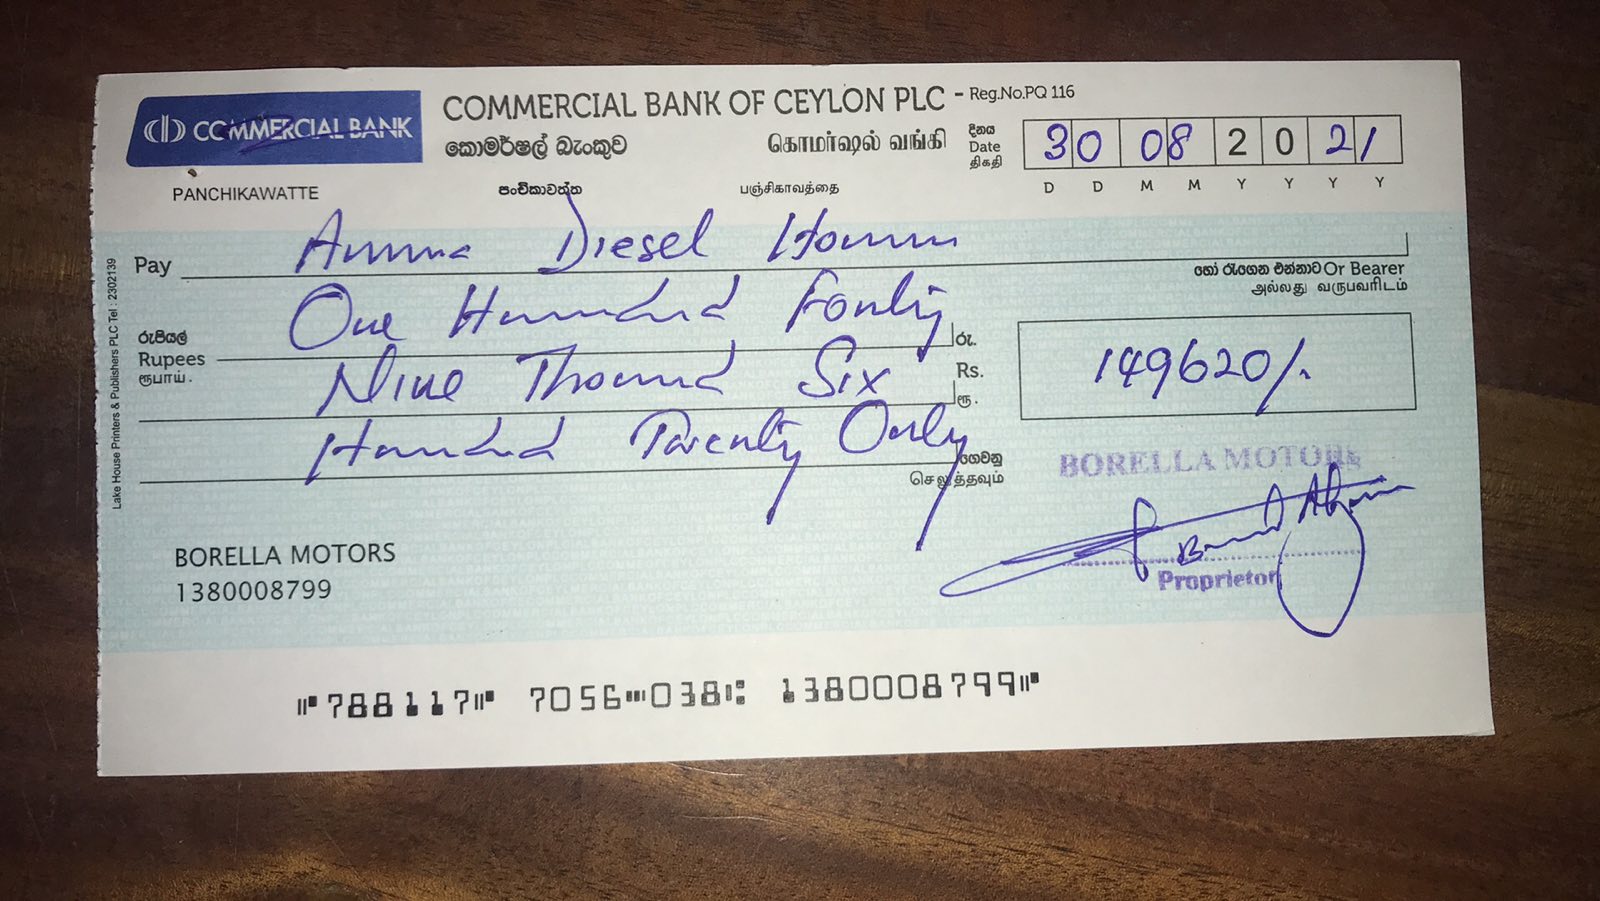 COMMERCIAL BANK
COMMERCIAL BANK OF CEYLON PLC - Reg.No.PQ 116
කොමර්ෂල් බැංකුව கொமர்ஷல் வங்கி
දිනය
Date
திகதி
30 08 2021
D D M M Y Y Y Y
PANCHIKAWATTE පංචිකාවත්ත பஞ்சிகாவத்தை
Pay Diesel
හෝ රැගෙන එන්නාට Or Bearer
அல்லது வருபவரிடம்
රුපියල්
Rupees
ரூபாய்.
One Hundred Fourty
Nine Thousand Six
Hundred Twenty Only
රු.
Rs.
ரூ.
149620/-
ගෙවනු
செலுத்தவும்
BORELLA MOTORS
Proprietor
BORELLA MOTORS
1380008799
Lake House Printers & Publishers PLC Tel : 2302139
⑈788117⑈ 7056⑉038⑆ 1380008799⑈